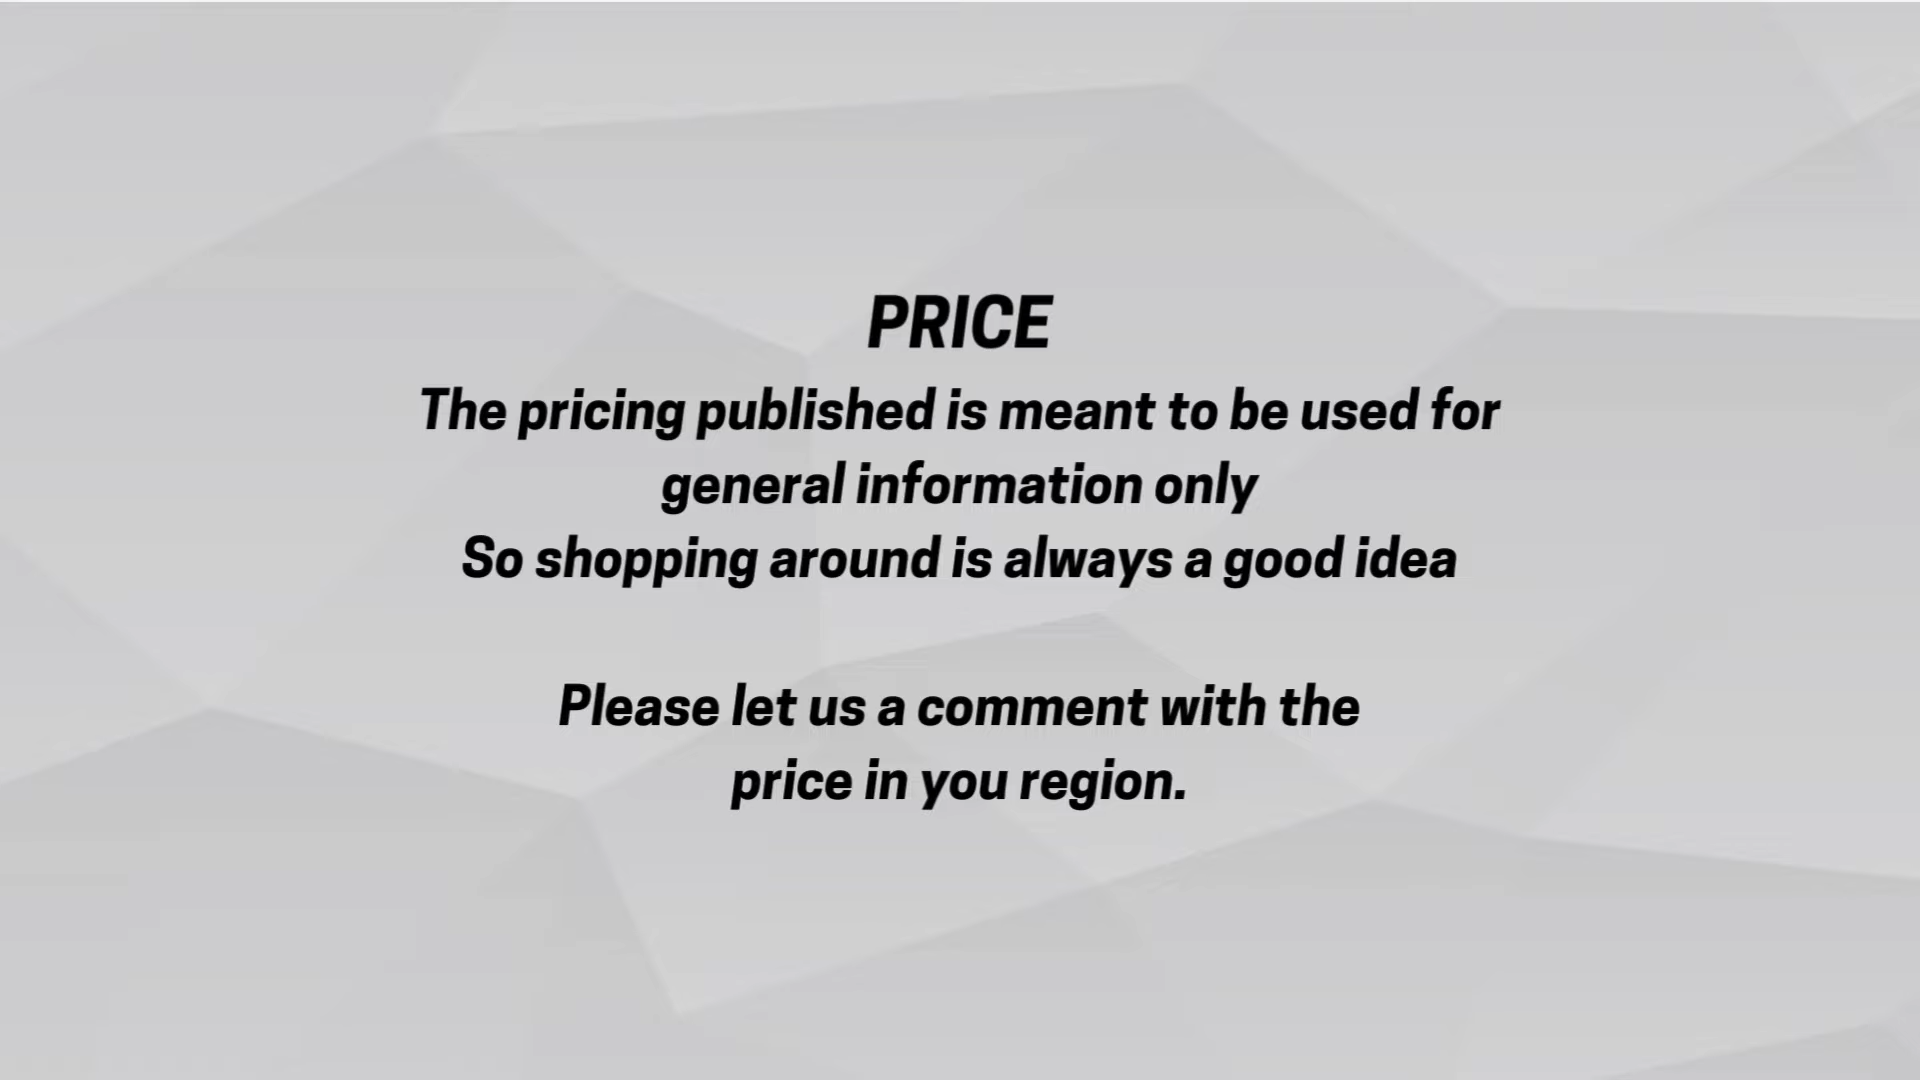 PRICE
The pricing published is meant to be used for
general information only
So shopping around is always a good idea
Please let us a comment with the
price in you region.